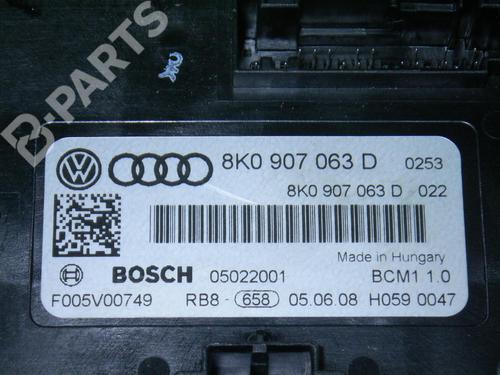 B-PARTS
8K0 907 063 D 0253
8K0 907 063 D 022
Made in Hungary
BOSCH 05022001 BCM1 1.0
F005V00749 RB8- 658 05.06.08 H059 0047